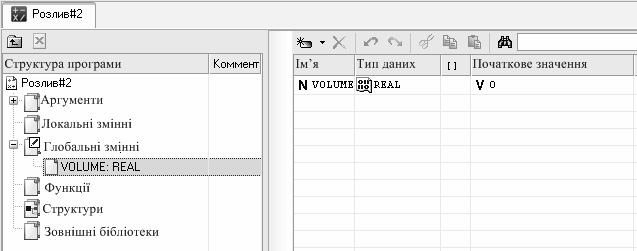 Розлив#2
Структура програми Коммент
Розлив#2
Аргументи
Локальні змінні
Глобальні змінні
VOLUME: REAL
Функції
Структури
Зовнішні бібліотеки
Ім’я Тип даних [ ] Початкове значення
N VOLUME REAL V 0